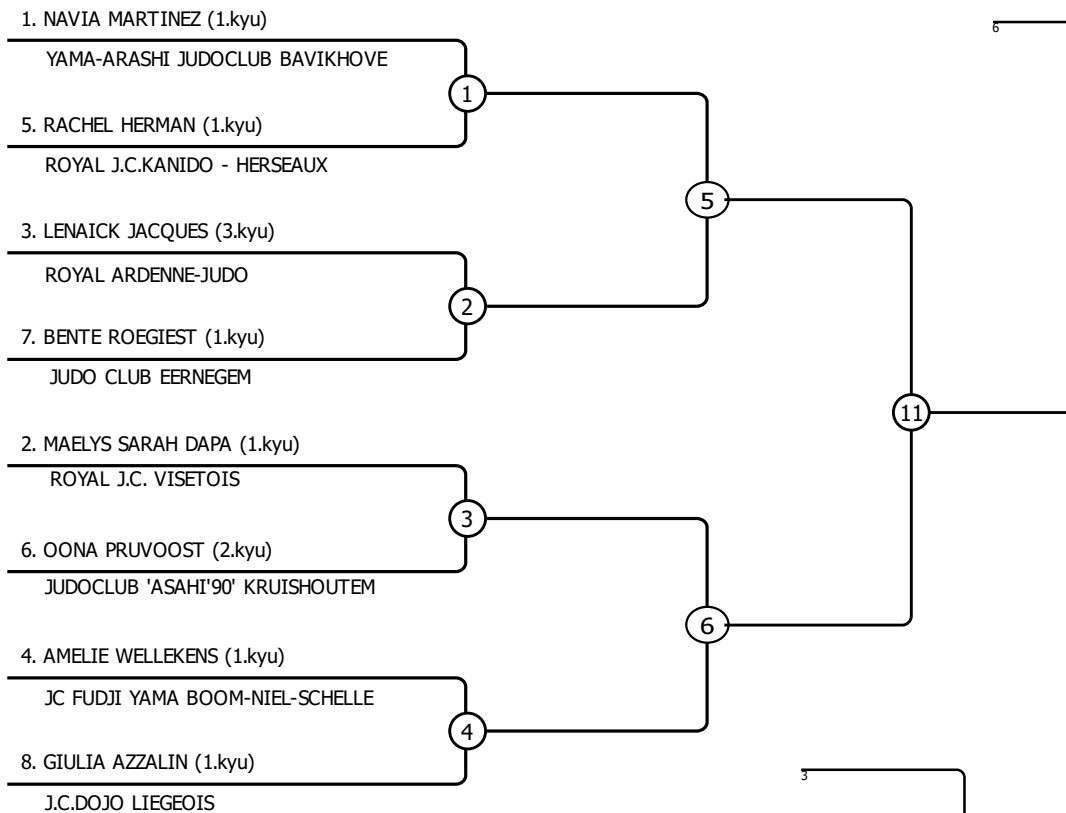 1. NAVIA MARTINEZ (1.kyu)
6
YAMA-ARASHI JUDOCLUB BAVIKHOVE
1
5. RACHEL HERMAN (1.kyu)
ROYAL J.C.KANIDO - HERSEAUX
5
3. LENAICK JACQUES (3.kyu)
ROYAL ARDENNE-JUDO
2
7. BENTE ROEGIEST (1.kyu)
JUDO CLUB EERNEGEM
11
2. MAELYS SARAH DAPA (1.kyu)
ROYAL J.C. VISETOIS
3
6. OONA PRUVOOST (2.kyu)
JUDOCLUB 'ASAHI'90' KRUISHOUTEM
6
4. AMELIE WELLEKENS (1.kyu)
JC FUDJI YAMA BOOM-NIEL-SCHELLE
4
8. GIULIA AZZALIN (1.kyu)
3
J.C.DOJO LIEGEOIS